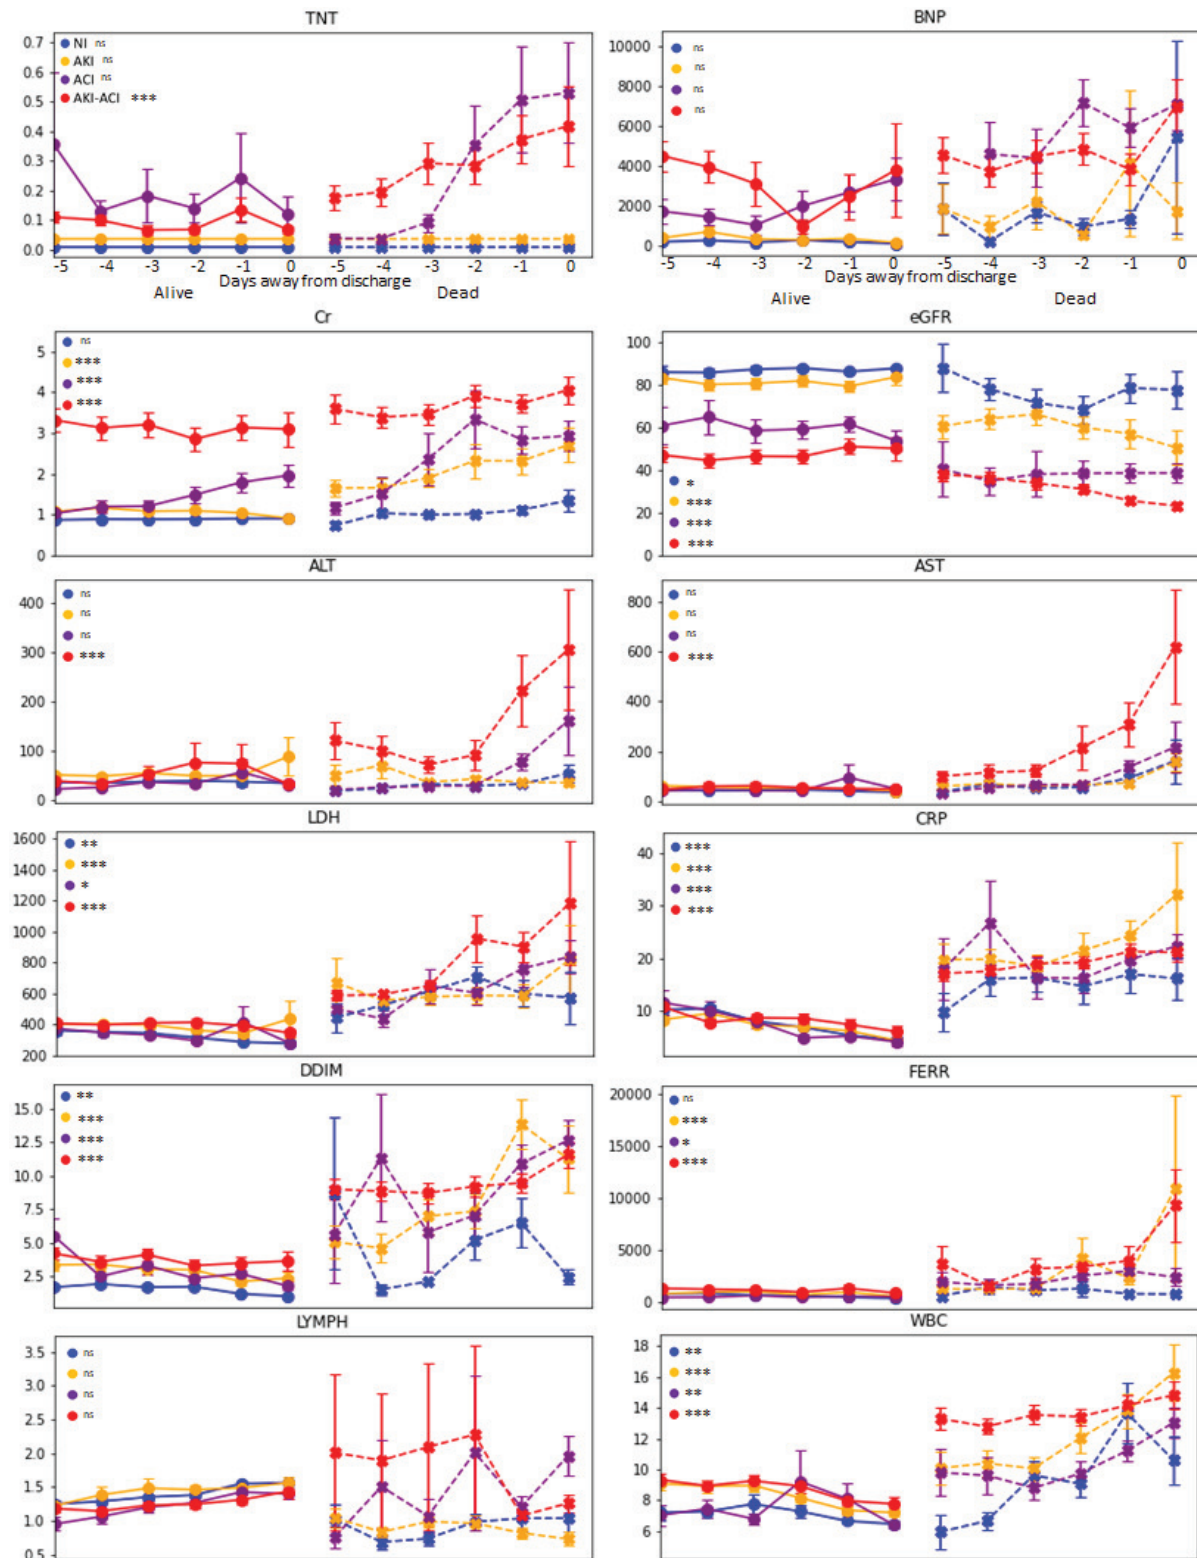 TNT
0.7
0.6
0.5
0.4
0.3
0.2
0.1
0.0
NI ns
AKI ns
ACI ns
AKI-ACI ***
-5 -4 -3 -2 -1 0 -5 -4 -3 -2 -1 0
Days away from discharge
Alive Dead
BNP
10000
8000
6000
4000
2000
0
ns
ns
ns
ns
-5 -4 -3 -2 -1 0 -5 -4 -3 -2 -1 0
Days away from discharge
Alive Dead
Cr
5
4
3
2
1
0
ns
***
***
***
eGFR
100
80
60
40
20
0
*
***
***
***
ALT
400
300
200
100
0
ns
ns
ns
***
AST
800
600
400
200
0
ns
ns
ns
***
LDH
1600
1400
1200
1000
800
600
400
200
**
***
*
***
CRP
40
30
20
10
***
***
***
***
DDIM
15.0
12.5
10.0
7.5
5.0
2.5
**
***
***
***
FERR
20000
15000
10000
5000
0
ns
***
*
***
LYMPH
3.5
3.0
2.5
2.0
1.5
1.0
0.5
ns
ns
ns
ns
WBC
18
16
14
12
10
8
6
**
***
**
***